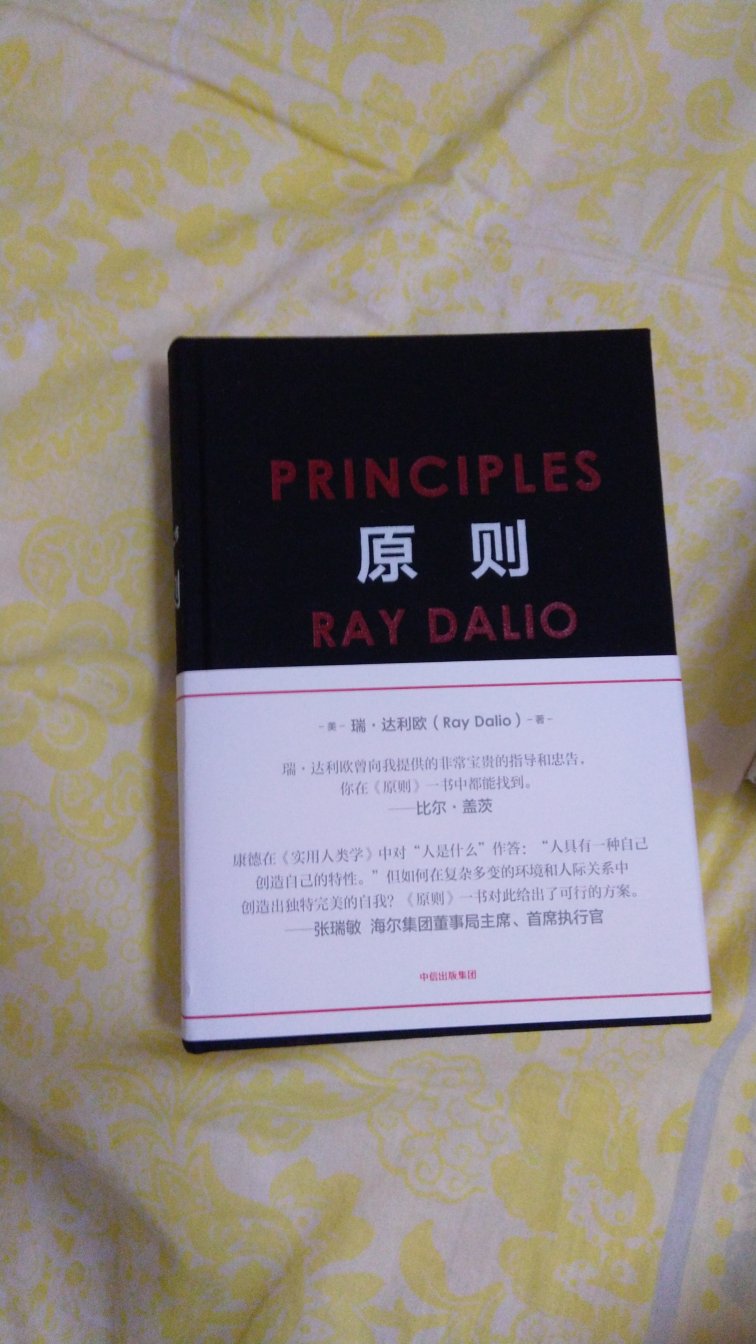 PRINCIPLES
原 则
RAY DALIO
-美- 瑞·达利欧（Ray Dalio）-著-
瑞·达利欧曾向我提供的非常宝贵的指导和忠告，
你在《原则》一书中都能找到。
——比尔·盖茨
康德在《实用人类学》中对“人是什么”作答：“人具有一种自己
创造自己的特性。”但如何在复杂多变的环境和人际关系中
创造出独特完美的自我？《原则》一书对此给出了可行的方案。
——张瑞敏 海尔集团董事局主席、首席执行官
中信出版集团